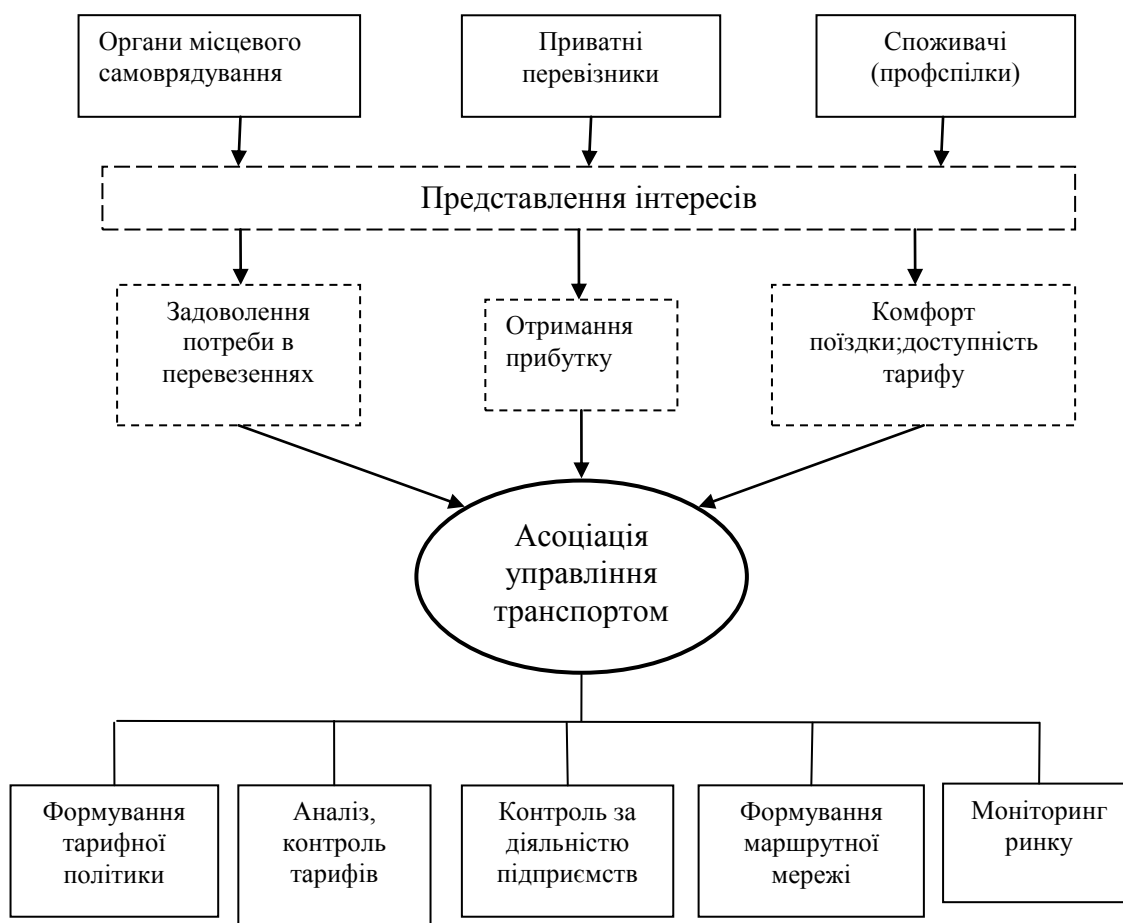 Органи місцевого
самоврядування
Приватні
перевізники
Споживачі
(профспілки)
Представлення інтересів
Задоволення
потреби в
перевезеннях
Отримання
прибутку
Комфорт
поїздки;доступність
тарифу
Асоціація
управління
транспортом
Формування
тарифної
політики
Аналіз,
контроль
тарифів
Контроль за
діяльністю
підприємств
Формування
маршрутної
мережі
Моніторинг
ринку